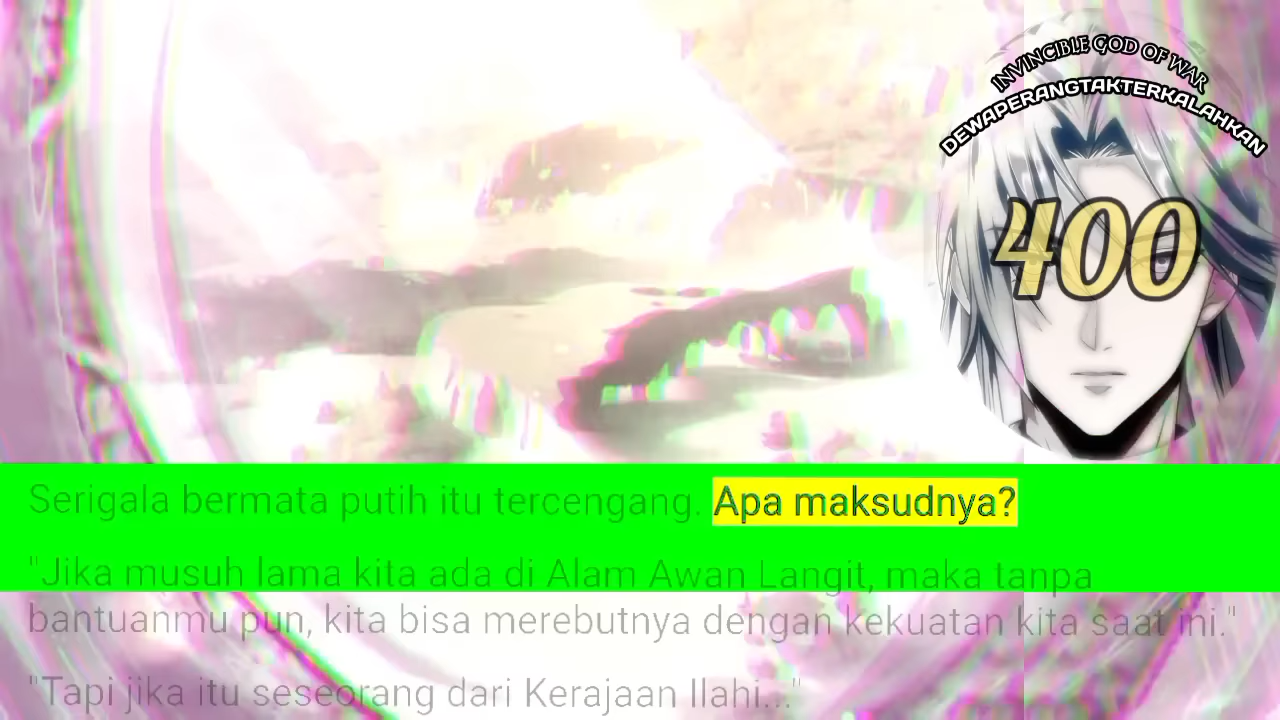 INVINCIBLE GOD OF WAR
DEWAPERANGTAKTERKALAHKAN
400
Serigala bermata putih itu tercengang. Apa maksudnya?
"Jika musuh lama kita ada di Alam Awan Langit, maka tanpa
bantuanmu pun, kita bisa merebutnya dengan kekuatan kita saat ini."
"Tapi jika itu seseorang dari Kerajaan Ilahi..."